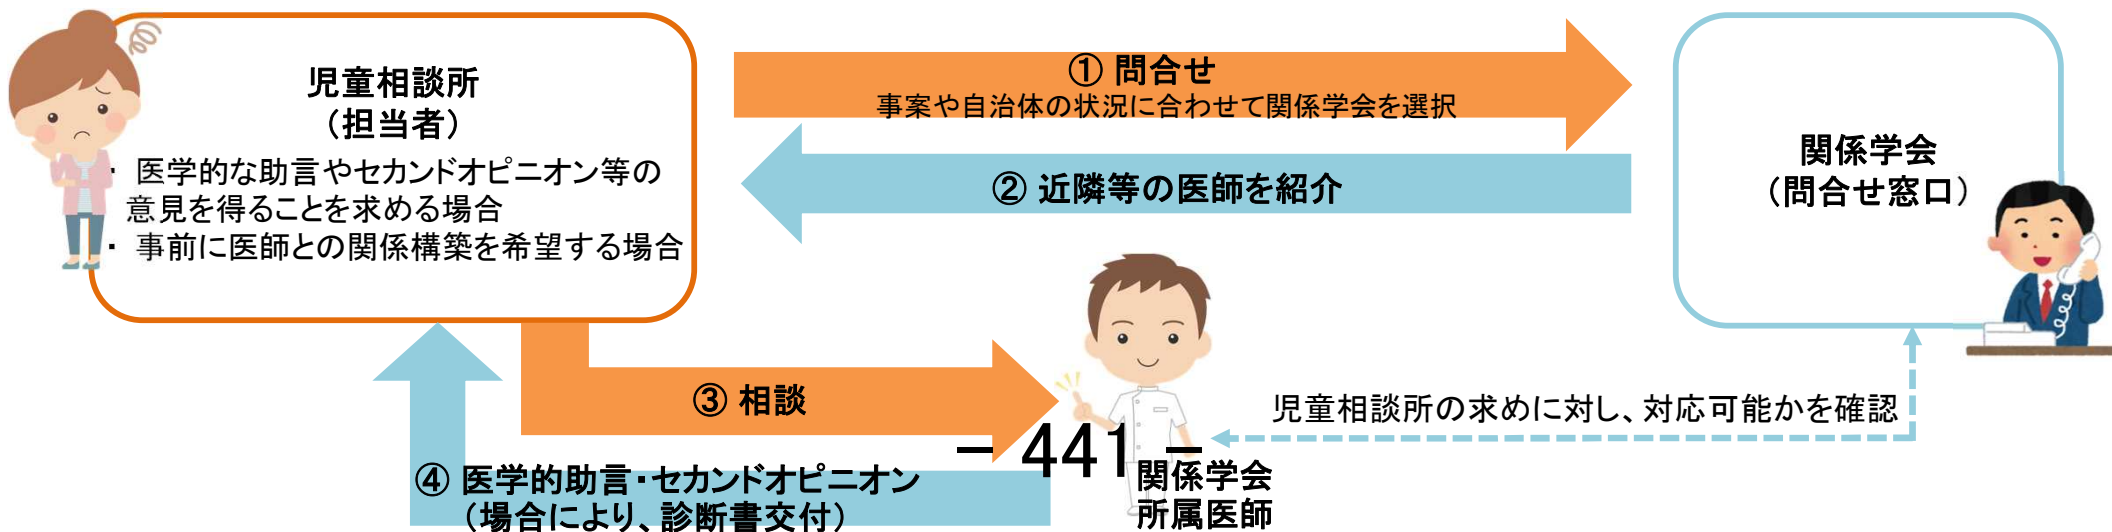 児童相談所
（担当者）
・ 医学的な助言やセカンドオピニオン等の
意見を得ることを求める場合
・ 事前に医師との関係構築を希望する場合
① 問合せ
事案や自治体の状況に合わせて関係学会を選択
② 近隣等の医師を紹介
関係学会
（問合せ窓口）
③ 相談
児童相談所の求めに対し、対応可能かを確認
－ 441 －
④ 医学的助言・セカンドオピニオン
（場合により、診断書交付）
関係学会
所属医師